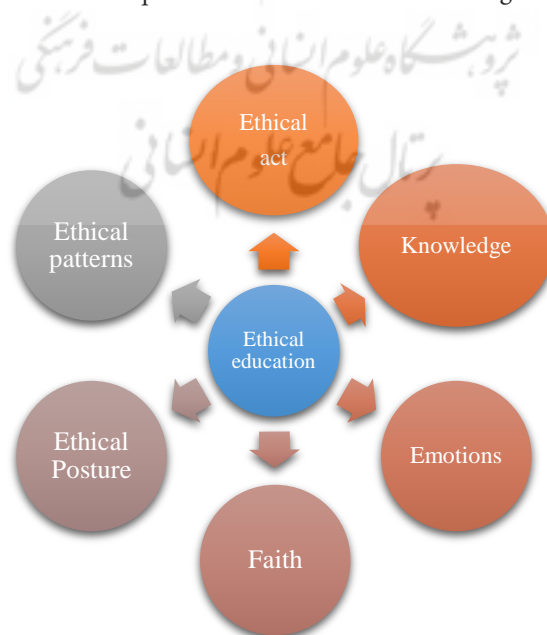 پژوهشگاه علوم انسانی و مطالعات فرهنگی
پرتال جامع علوم انسانی
Ethical
act
Knowledge
Emotions
Faith
Ethical
Posture
Ethical
patterns
Ethical
education